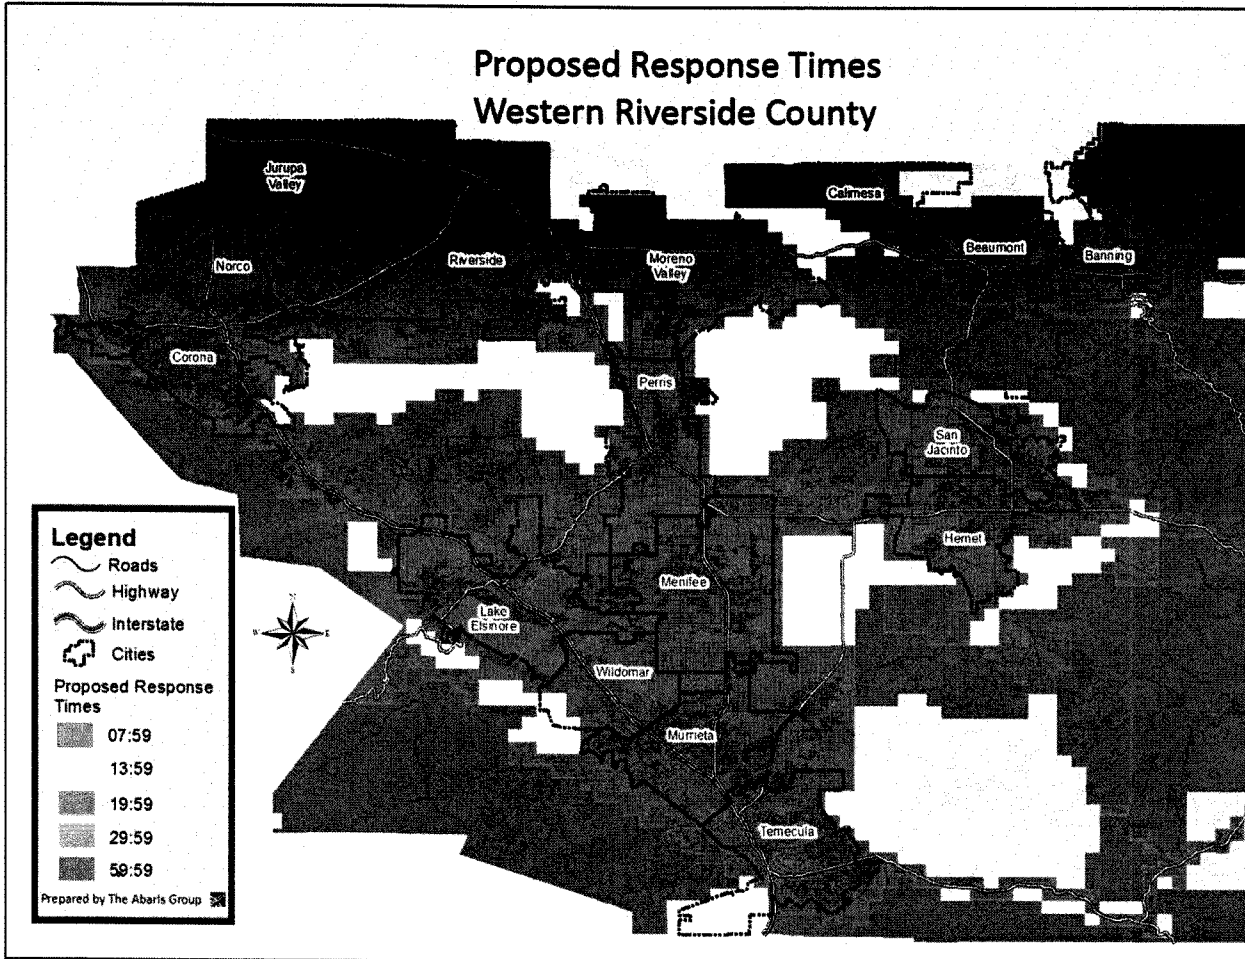 Proposed Response Times
Western Riverside County
Jurupa
Valley
Calimesa
Norco
Riverside
Moreno
Valley
Beaumont
Banning
Corona
Perris
San
Jacinto
Hemet
Menifee
Lake
Elsinore
Wildomar
Murrieta
Temecula
Legend
Roads
Highway
Interstate
Cities
N
W
E
S
Proposed Response
Times
07:59
13:59
19:59
29:59
59:59
Prepared by The Abaris Group